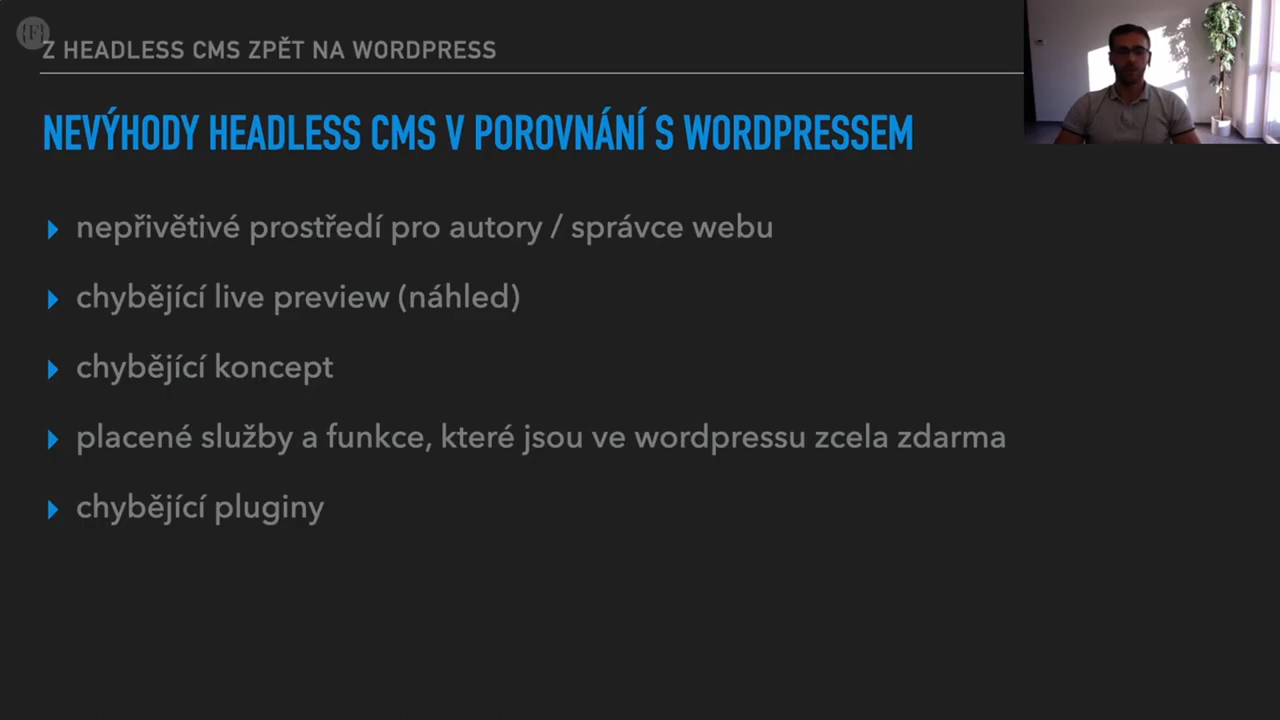 {F}
Z HEADLESS CMS ZPĚT NA WORDPRESS
NEVÝHODY HEADLESS CMS V POROVNÁNÍ S WORDPRESSEM
nepřivětivé prostředí pro autory / správce webu
chybějící live preview (náhled)
chybějící koncept
placené služby a funkce, které jsou ve wordpressu zcela zdarma
chybějící pluginy